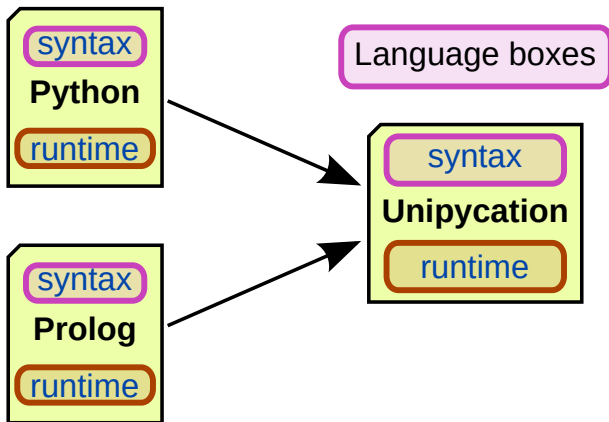 syntax
Python
runtime
Language boxes
syntax
Unipycation
runtime
syntax
Prolog
runtime